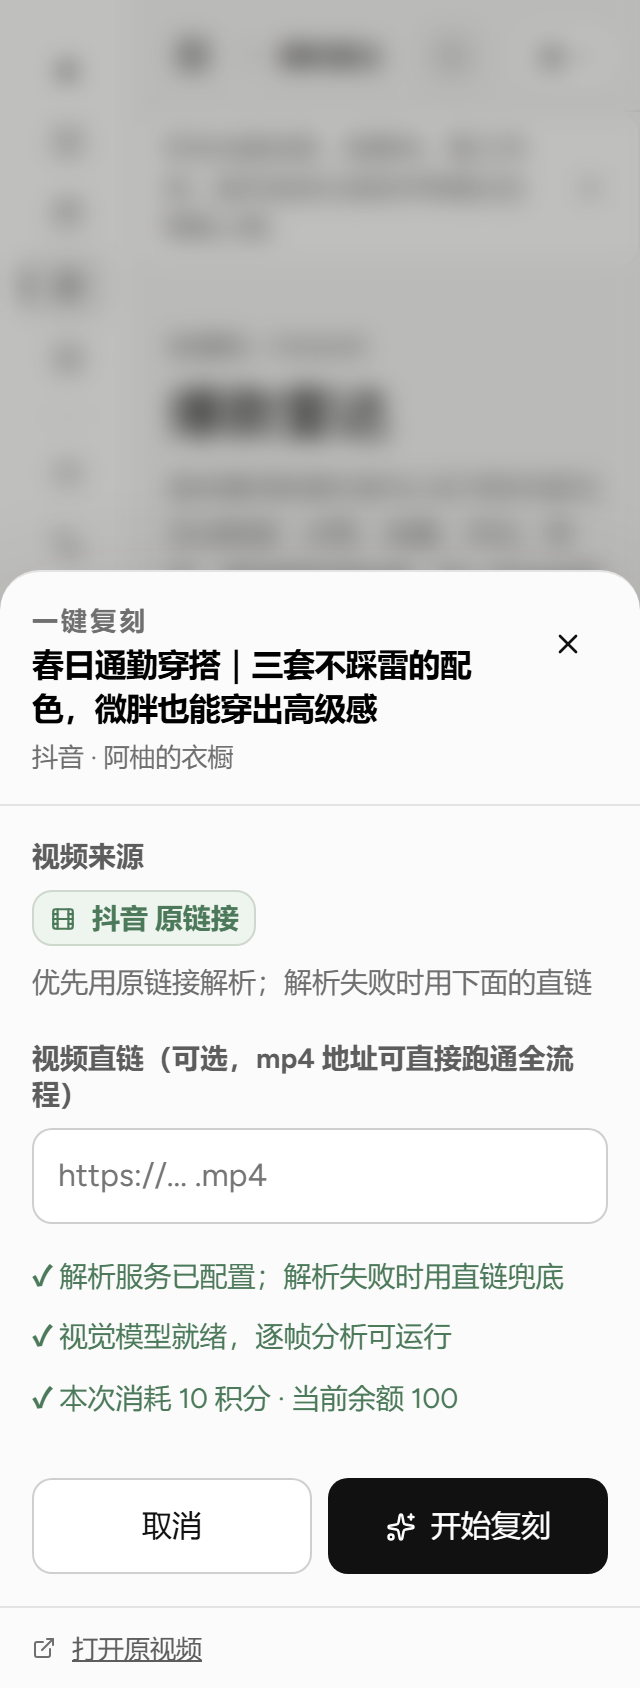 一键复刻
春日通勤穿搭｜三套不踩雷的配
色，微胖也能穿出高级感
抖音 · 阿柚的衣橱
视频来源
抖音 原链接
优先用原链接解析；解析失败时用下面的直链
视频直链（可选，mp4 地址可直接跑通全流
程）
https://... .mp4
✓ 解析服务已配置；解析失败时用直链兜底
✓ 视觉模型就绪，逐帧分析可运行
✓ 本次消耗 10 积分 · 当前余额 100
取消
开始复刻
打开原视频